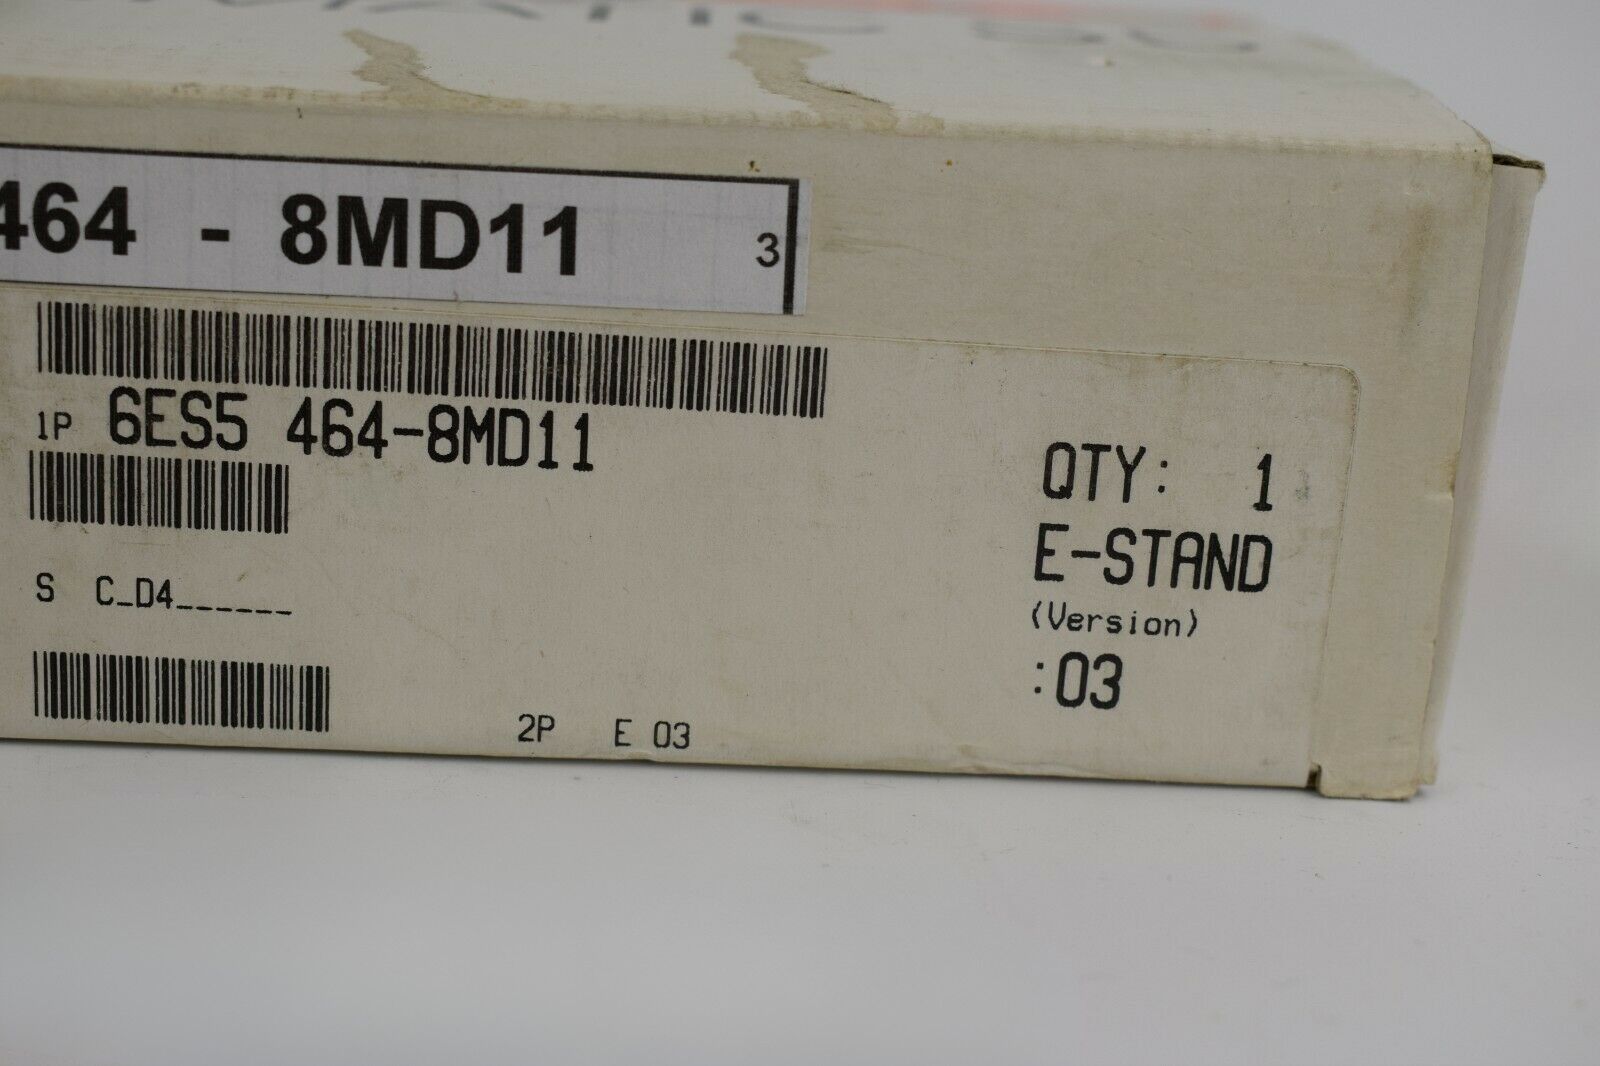 464 - 8MD11 3
1P 6ES5 464-8MD11
QTY: 1
E-STAND
(Version)
:03
S C_D4______
2P E 03